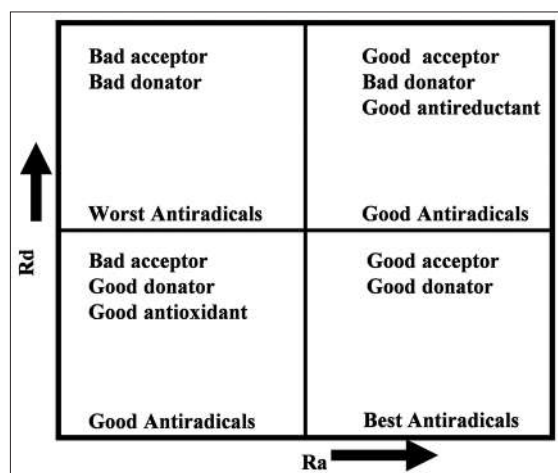 Bad acceptor
Bad donator
Worst Antiradicals
Good acceptor
Bad donator
Good antireductant
Good Antiradicals
Bad acceptor
Good donator
Good antioxidant
Good Antiradicals
Good acceptor
Good donator
Best Antiradicals
Rd
Ra